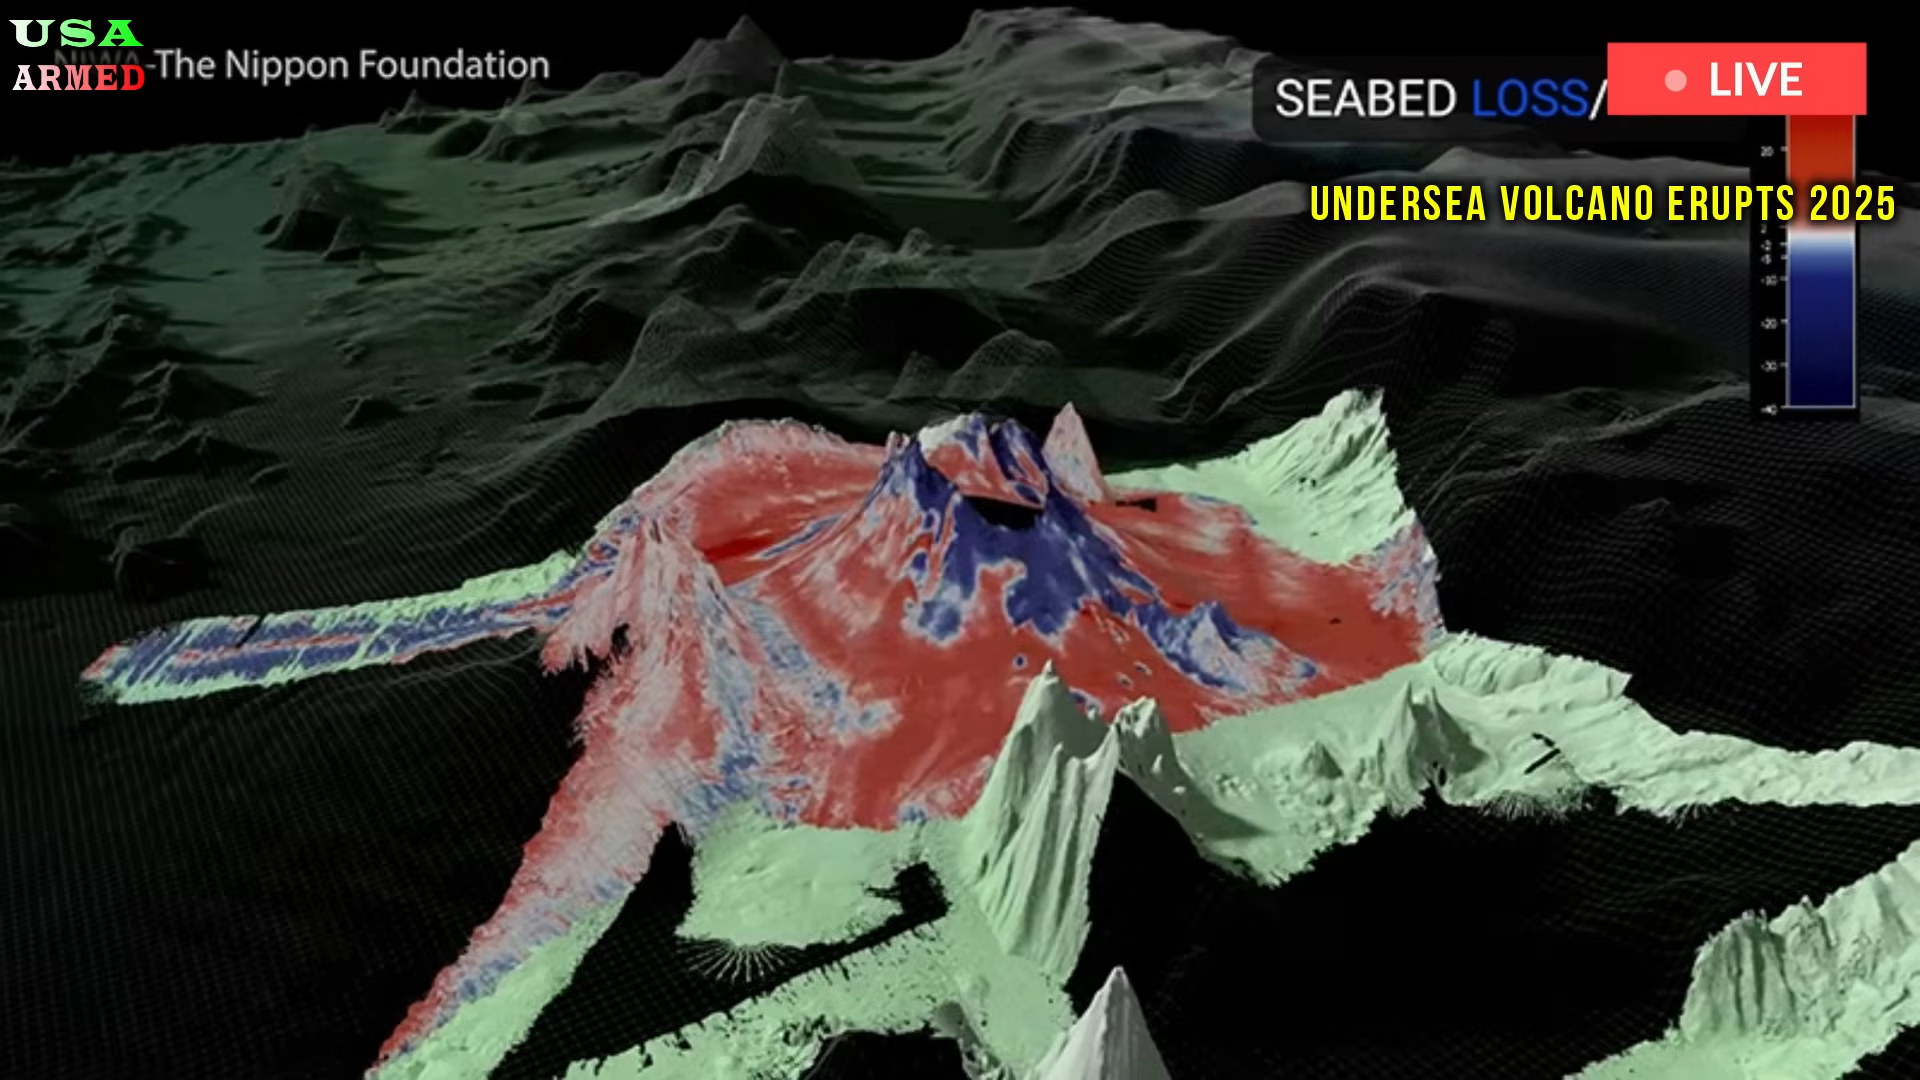 USA
ARMED
-The Nippon Foundation
SEABED LOSS/
LIVE
UNDERSEA VOLCANO ERUPTS 2025
20
-10
-20
-30
-40